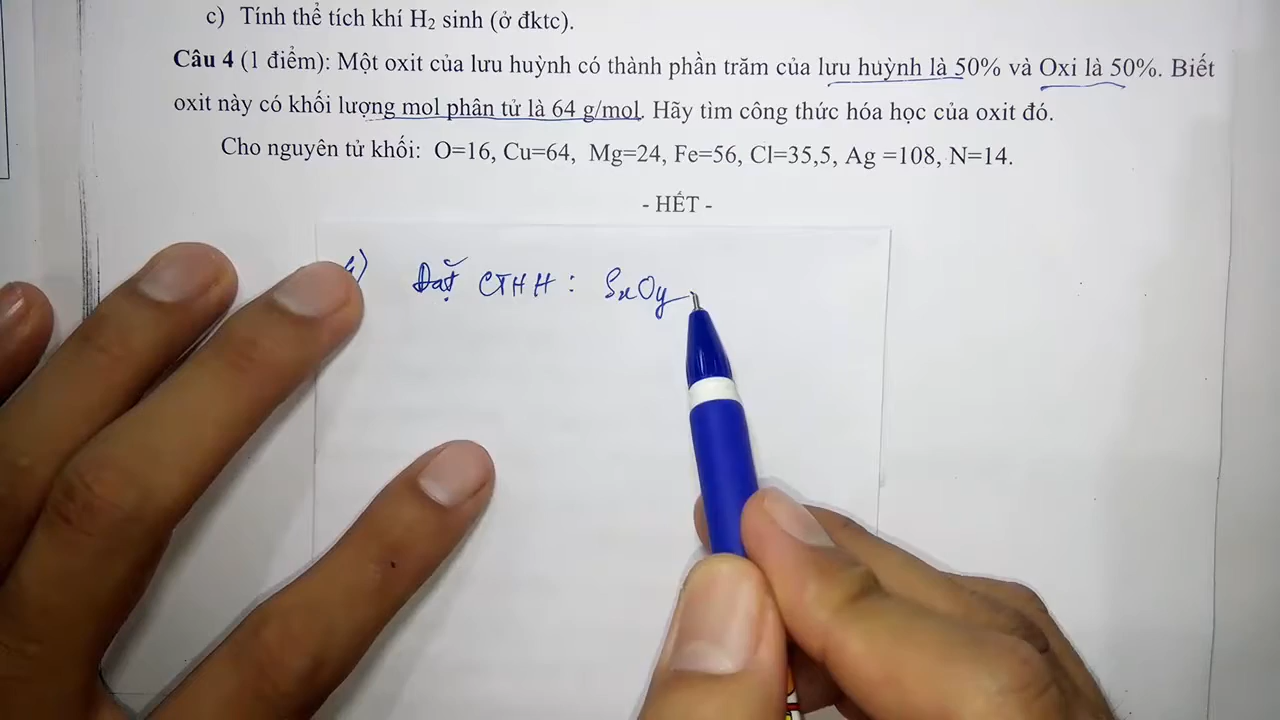 c) Tính thể tích khí H₂ sinh (ở đktc).
Câu 4 (1 điểm): Một oxit của lưu huỳnh có thành phần trăm của lưu huỳnh là 50% và Oxi là 50%. Biết
oxit này có khối lượng mol phân tử là 64 g/mol. Hãy tìm công thức hóa học của oxit đó.
Cho nguyên tử khối: O=16, Cu=64, Mg=24, Fe=56, Cl=35,5, Ag =108, N=14.
- HẾT -
Đặt CTHH : SxOy